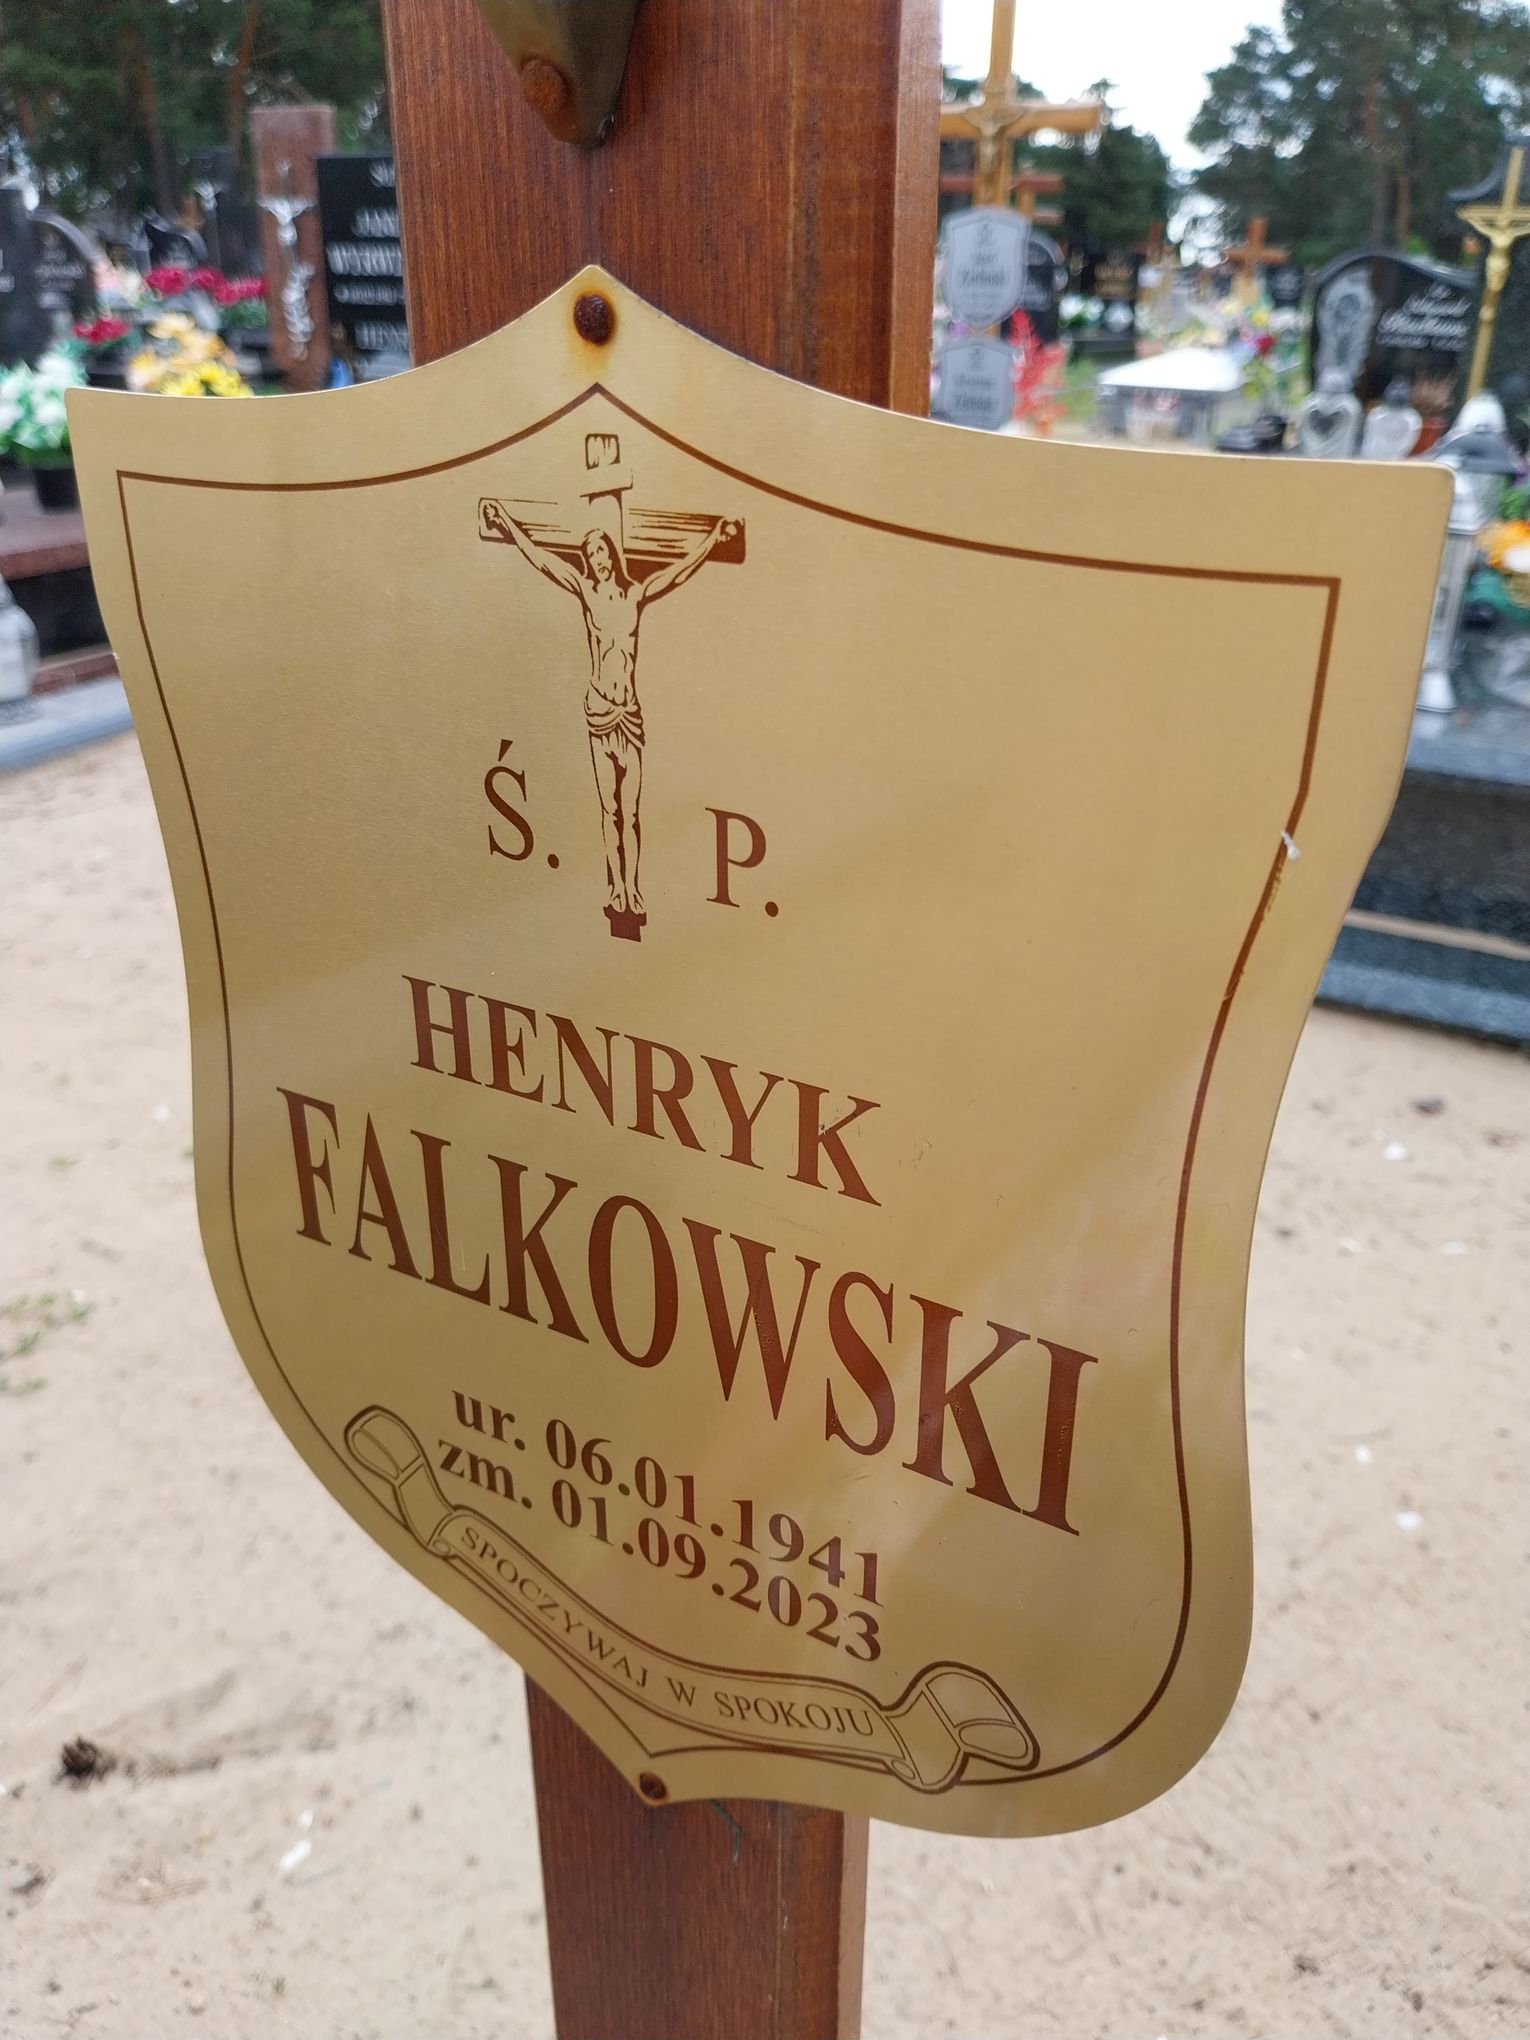 Ś. P.
HENRYK
FALKOWSKI
ur. 06.01.1941
zm. 01.09.2023
SPOCZYWAJ W SPOKOJU